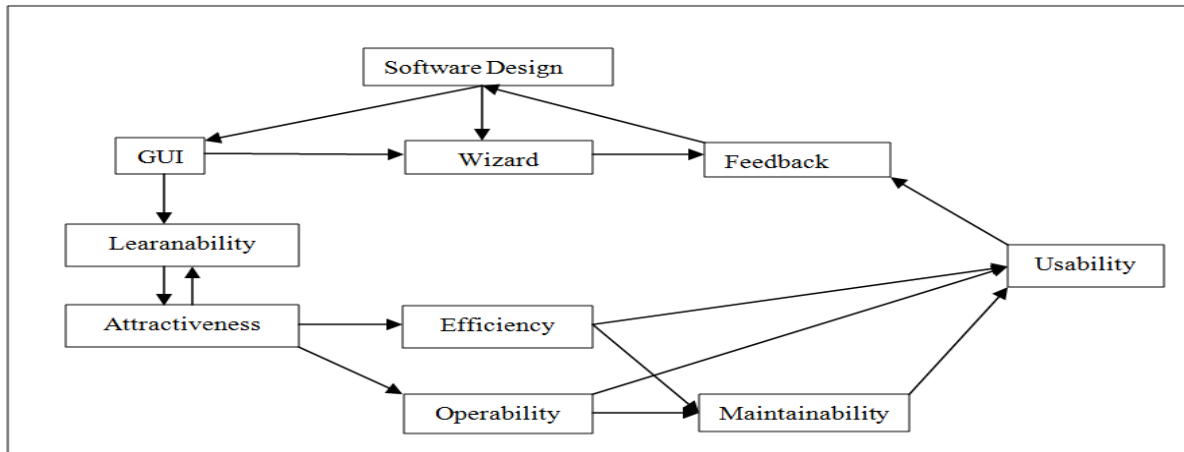 Software Design
GUI
Wizard
Feedback
Learanability
Usability
Attractiveness
Efficiency
Operability
Maintainability